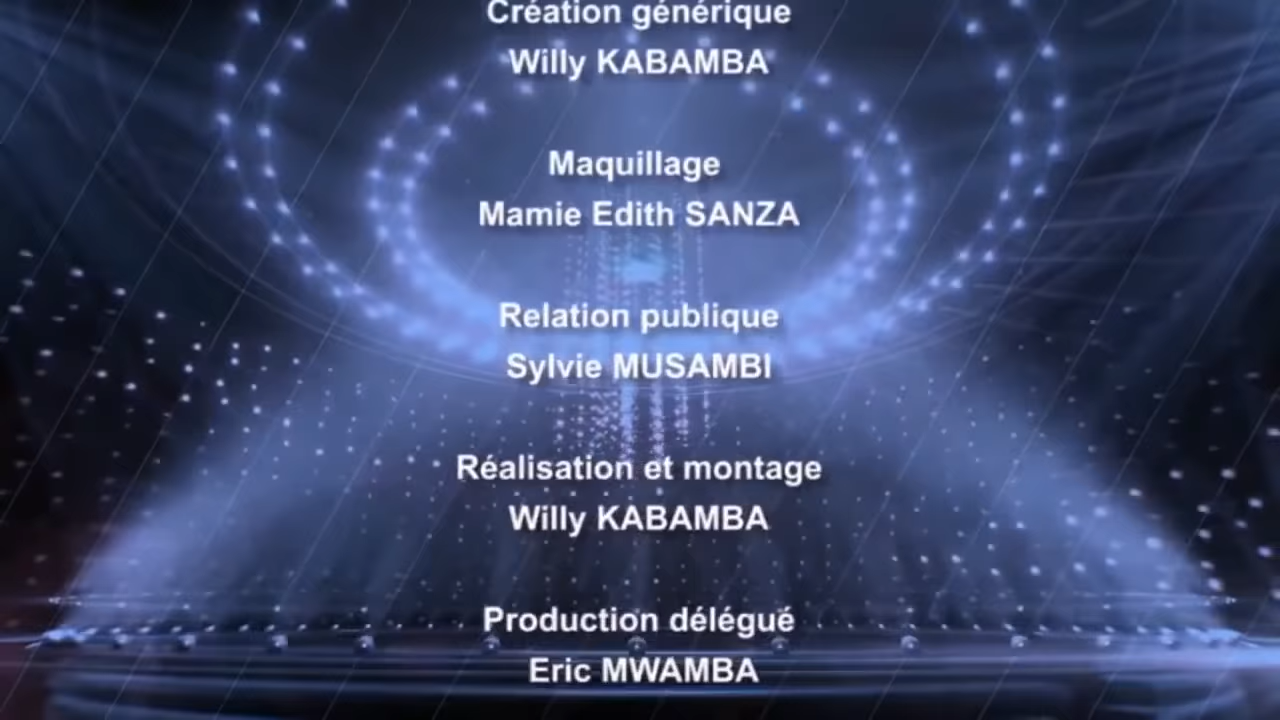 Création générique
Willy KABAMBA
Maquillage
Mamie Edith SANZA
Relation publique
Sylvie MUSAMBI
Réalisation et montage
Willy KABAMBA
Production délégué
Eric MWAMBA